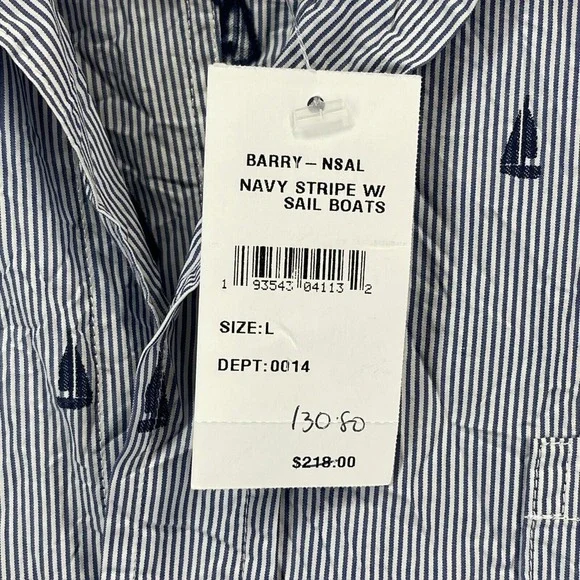 BARRY-NSAL
NAVY STRIPE W/
SAIL BOATS
1 93543 04113 2
SIZE:L
DEPT:0014
130.80
$218.00